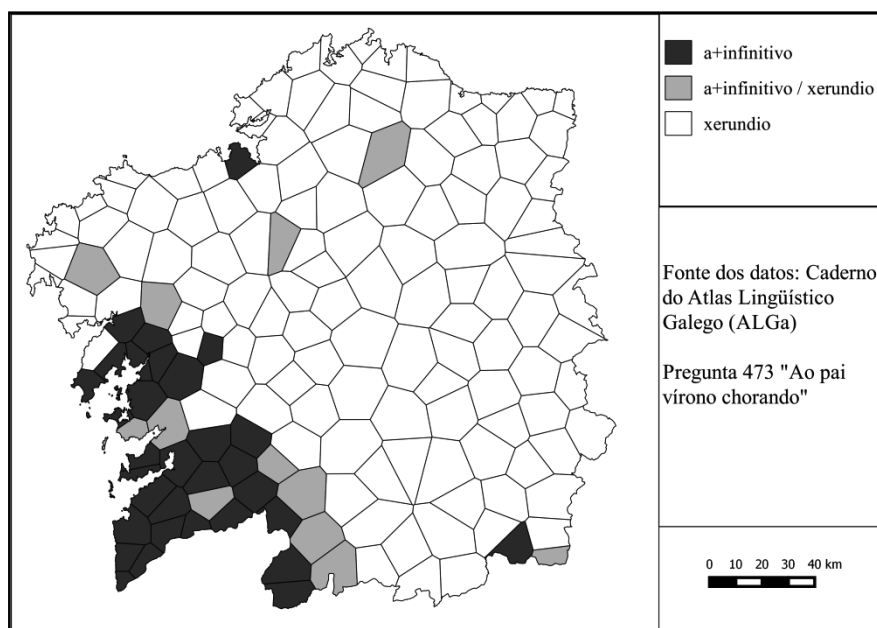 a+infinitivo
a+infinitivo / xerundio
xerundio
Fonte dos datos: Caderno
do Atlas Lingüístico
Galego (ALGa)
Pregunta 473 "Ao pai
vírono chorando"
0 10 20 30 40 km